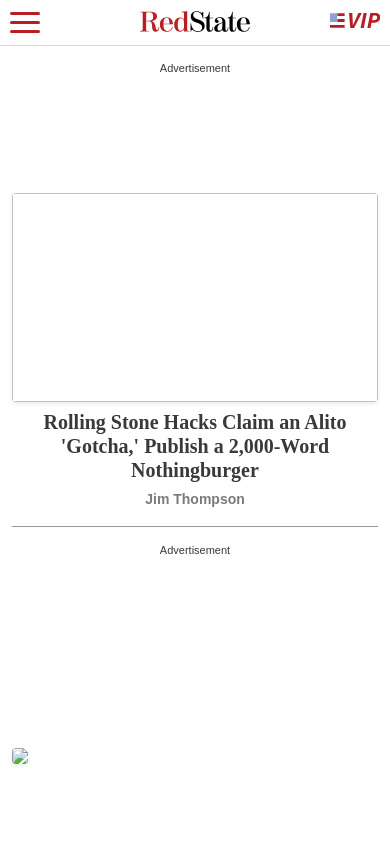 RedState
VIP
Advertisement
Rolling Stone Hacks Claim an Alito
'Gotcha,' Publish a 2,000-Word
Nothingburger
Jim Thompson
Advertisement